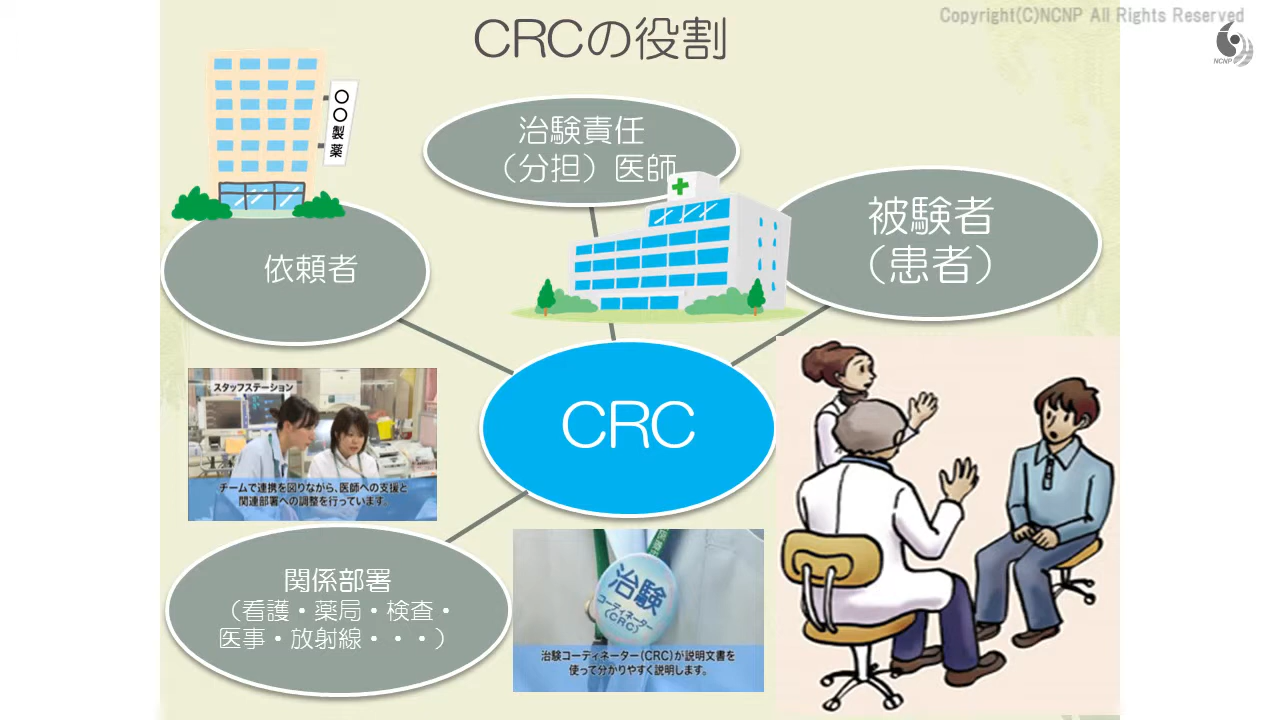 Copyright(C)NCNP All Rights Reserved
NCNP
CRCの役割
〇〇製薬
治験責任
（分担）医師
被験者
（患者）
依頼者
CRC
スタッフステーション
チームで連携を図りながら、医師への支援と
関連部署への調整を行っています。
関係部署
（看護・薬局・検査・
医事・放射線・・・）
治験
コーディネーター
（CRC）
治験コーディネーター（CRC）が説明文書を
使って分かりやすく説明します。